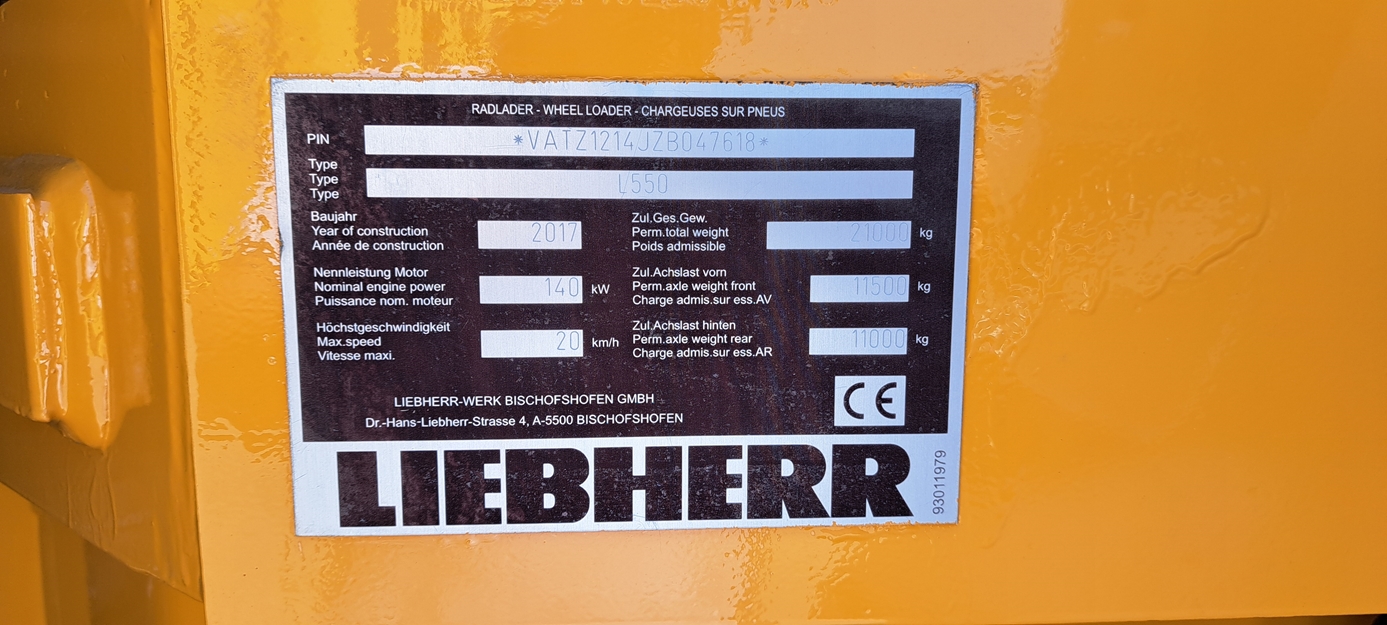 RADLADER - WHEEL LOADER - CHARGEUSES SUR PNEUS
PIN *VATZ1214JZB047618*
Type
Type L550
Type
Baujahr
Year of construction 2017
Année de construction
Zul.Ges.Gew.
Perm.total weight 21000 kg
Poids admissible
Nennleistung Motor
Nominal engine power 140 kW
Puissance nom. moteur
Zul.Achslast vorn
Perm.axle weight front 11500 kg
Charge admis.sur ess.AV
Höchstgeschwindigkeit
Max.speed 20 km/h
Vitesse maxi.
Zul.Achslast hinten
Perm.axle weight rear 11000 kg
Charge admis.sur ess.AR
LIEBHERR-WERK BISCHOFSHOFEN GMBH
Dr.-Hans-Liebherr-Strasse 4, A-5500 BISCHOFSHOFEN
CE
LIEBHERR
93011979